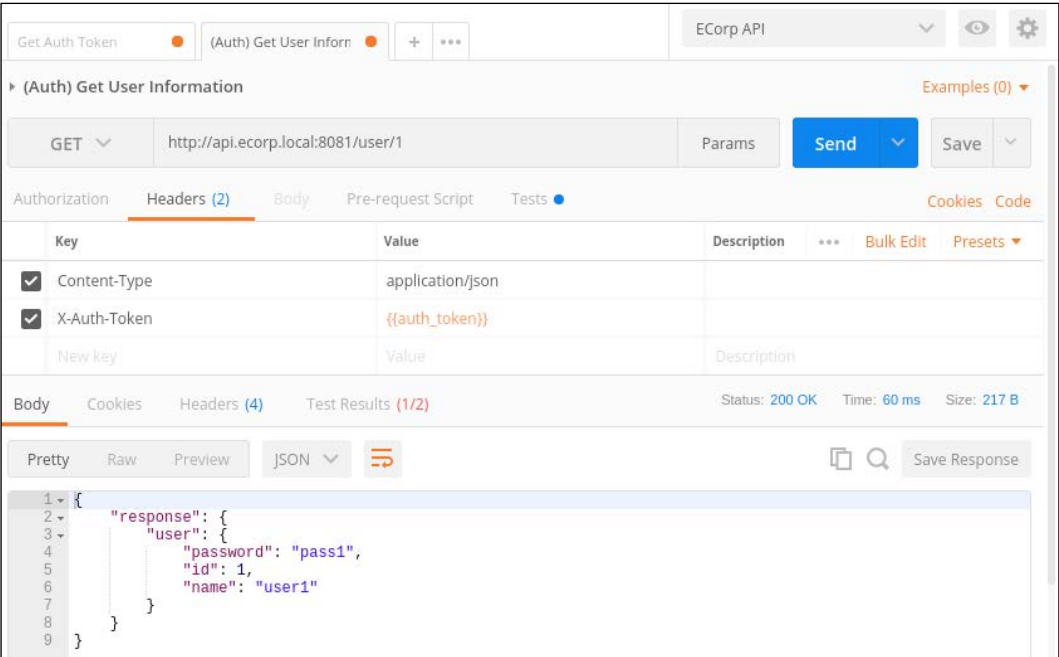 Get Auth Token (Auth) Get User Inforn + ••• ECorp API
(Auth) Get User Information Examples (0)
GET http://api.ecorp.local:8081/user/1 Params Send Save
Authorization Headers (2) Body Pre-request Script Tests Cookies Code
Key Value Description ••• Bulk Edit Presets
Content-Type application/json
X-Auth-Token {{auth_token}}
New key Value Description
Body Cookies Headers (4) Test Results (1/2) Status: 200 OK Time: 60 ms Size: 217 B
Pretty Raw Preview JSON Save Response
1 {
2 "response": {
3 "user": {
4 "password": "pass1",
5 "id": 1,
6 "name": "user1"
7 }
8 }
9 }